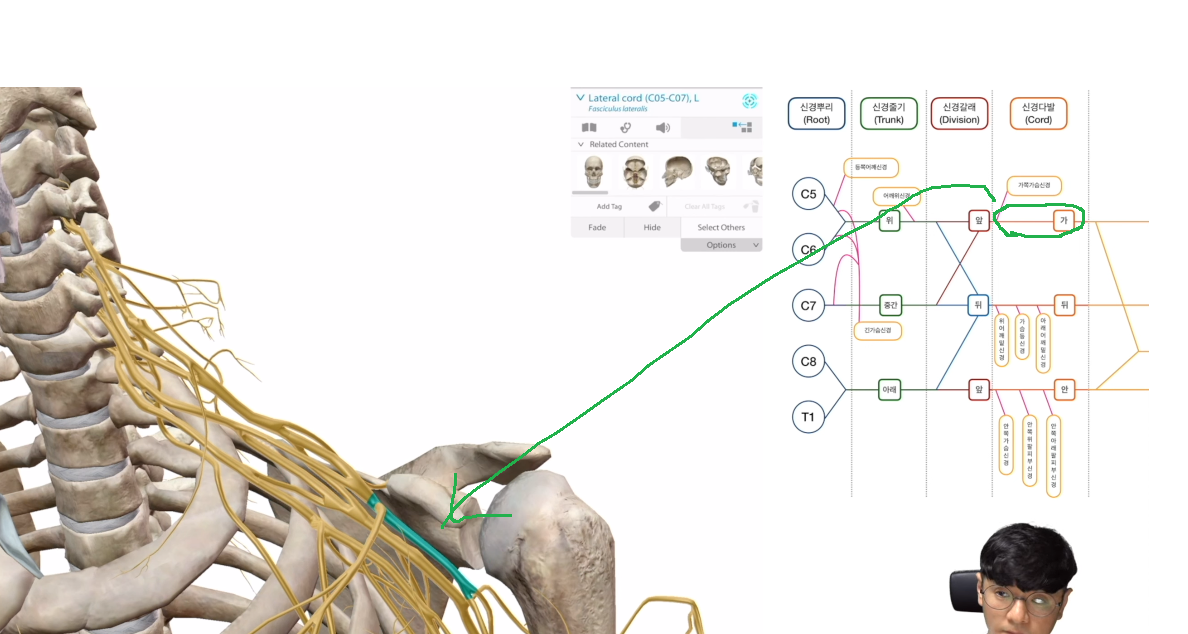 Lateral cord (C05-C07), L
Fasciculus lateralis
Related Content
Add Tag
Clear All Tags
Fade
Hide
Select Others
Options
신경뿌리
(Root)
신경줄기
(Trunk)
신경갈래
(Division)
신경다발
(Cord)
등쪽어깨신경
어깨위신경
가쪽가슴신경
C5
위
앞
가
C6
C7
중간
뒤
뒤
긴가슴신경
위어깨밑신경
가슴등신경
아래어깨밑신경
C8
아래
앞
안
T1
안쪽가슴신경
안쪽위팔피부신경
안쪽아래팔피부신경